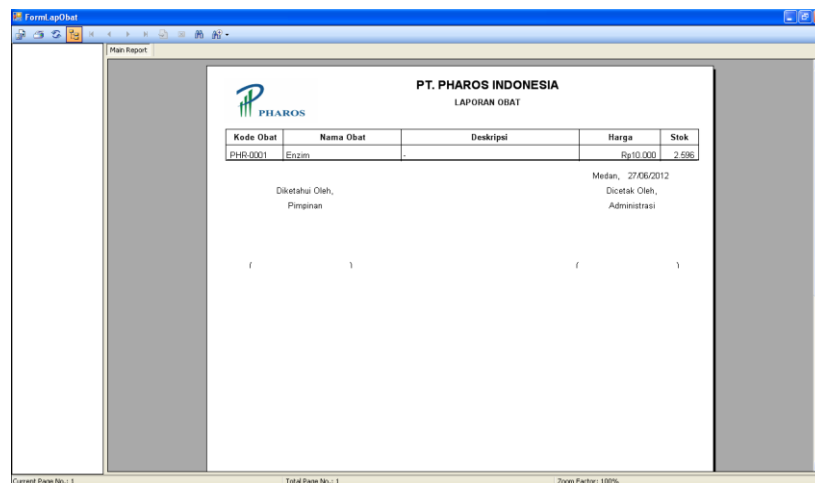 FormLapObat
Main Report
PHAROS
PT. PHAROS INDONESIA
LAPORAN OBAT
Kode Obat Nama Obat Deskripsi Harga Stok
PHR-0001 Enzim - Rp10.000 2.596
Medan, 27/06/2012
Diketahui Oleh, Dicetak Oleh,
Pimpinan Administrasi
( ) ( )
Current Page No.: 1 Total Page No.: 1 Zoom Factor: 100%